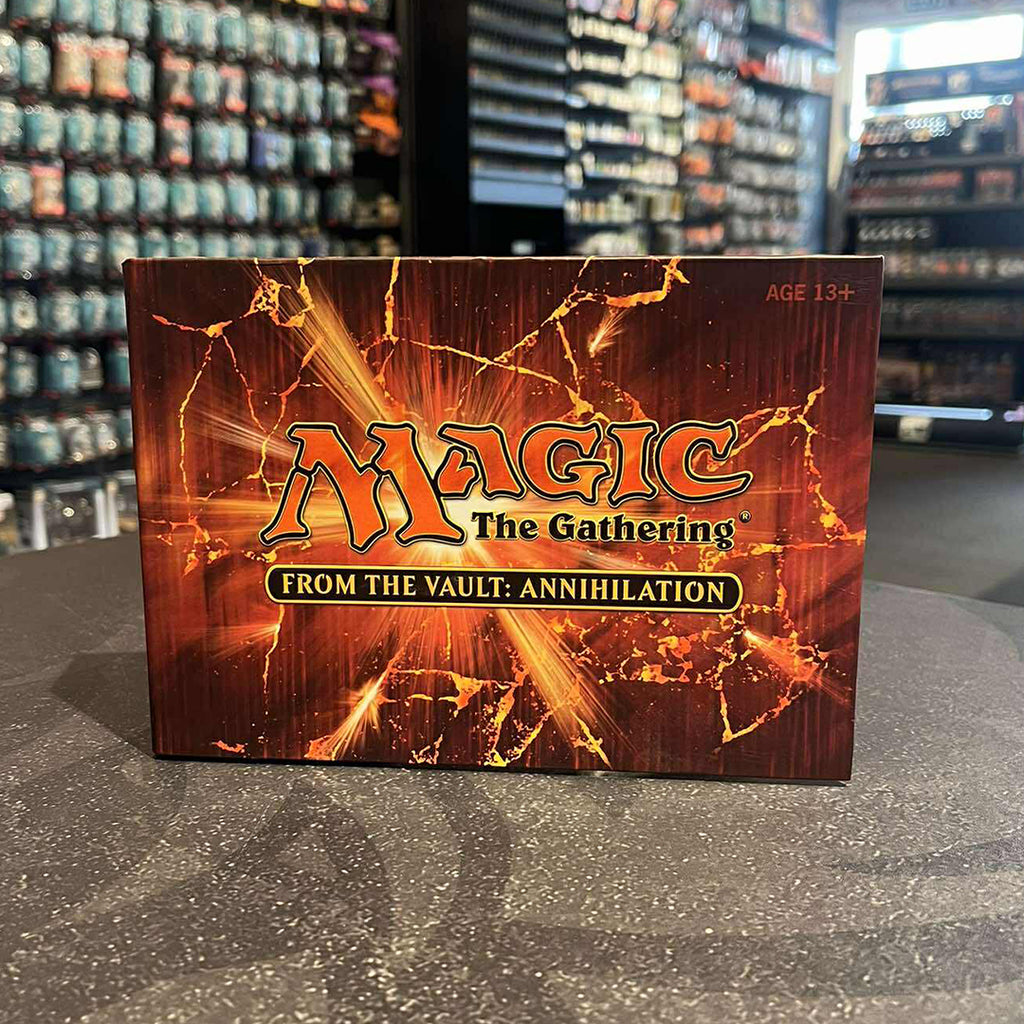 AGE 13+
MAGIC
The Gathering®
FROM THE VAULT: ANNIHILATION